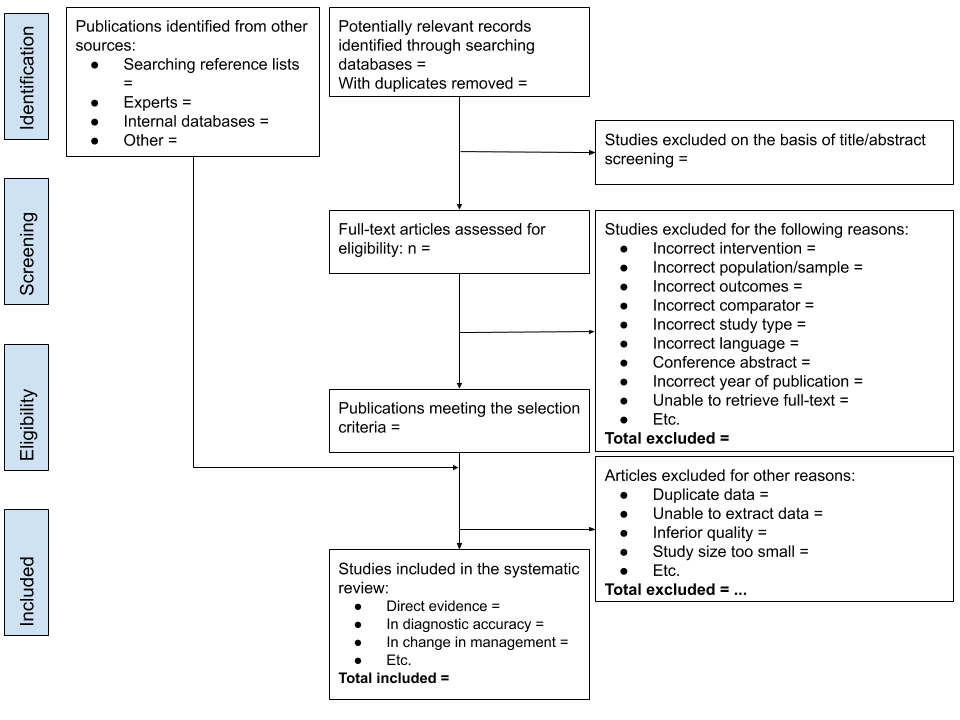 Identification
Publications identified from other
sources:
● Searching reference lists
=
● Experts =
● Internal databases =
● Other =
Potentially relevant records
identified through searching
databases =
With duplicates removed =
Studies excluded on the basis of title/abstract
screening =
Screening
Full-text articles assessed for
eligibility: n =
Studies excluded for the following reasons:
● Incorrect intervention =
● Incorrect population/sample =
● Incorrect outcomes =
● Incorrect comparator =
● Incorrect study type =
● Incorrect language =
● Conference abstract =
● Incorrect year of publication =
● Unable to retrieve full-text =
● Etc.
Total excluded =
Eligibility
Publications meeting the selection
criteria =
Articles excluded for other reasons:
● Duplicate data =
● Unable to extract data =
● Inferior quality =
● Study size too small =
● Etc.
Total excluded = ...
Included
Studies included in the systematic
review:
● Direct evidence =
● In diagnostic accuracy =
● In change in management =
● Etc.
Total included =